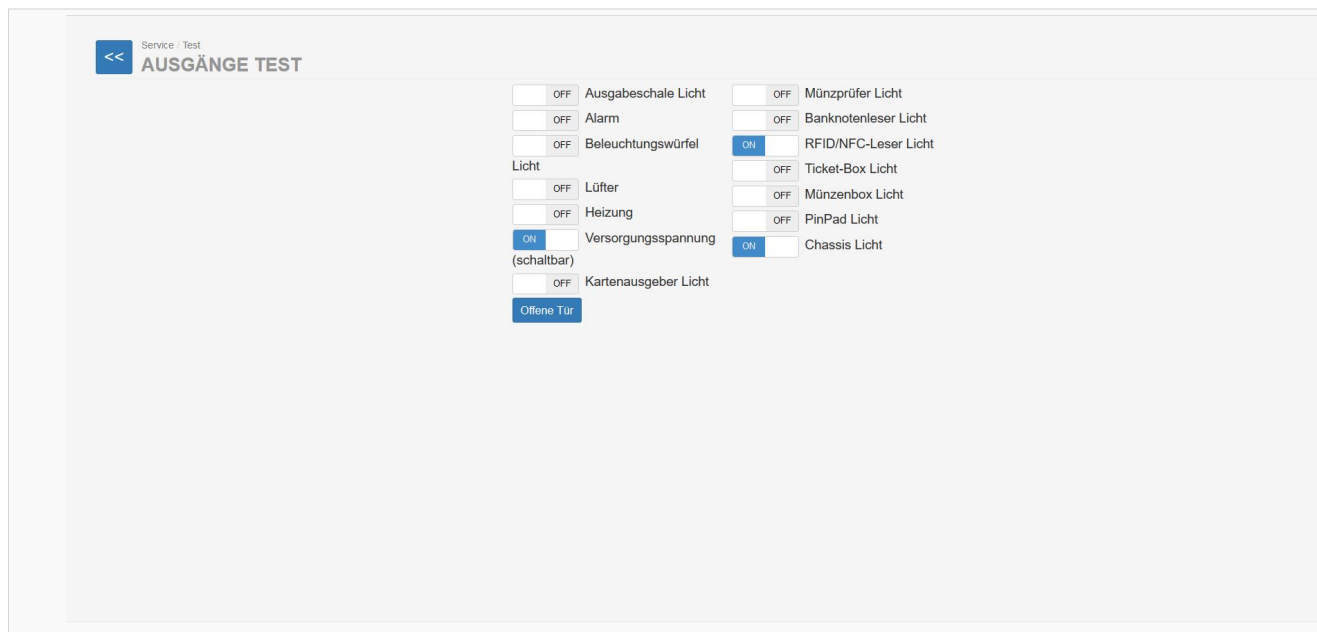 <<
Service / Test
AUSGÄNGE TEST
OFF Ausgabeschale Licht
OFF Alarm
OFF Beleuchtungswürfel
Licht
OFF Lüfter
OFF Heizung
ON Versorgungsspannung
(schaltbar)
OFF Kartenausgeber Licht
Offene Tür
OFF Münzprüfer Licht
OFF Banknotenleser Licht
ON RFID/NFC-Leser Licht
OFF Ticket-Box Licht
OFF Münzenbox Licht
OFF PinPad Licht
ON Chassis Licht